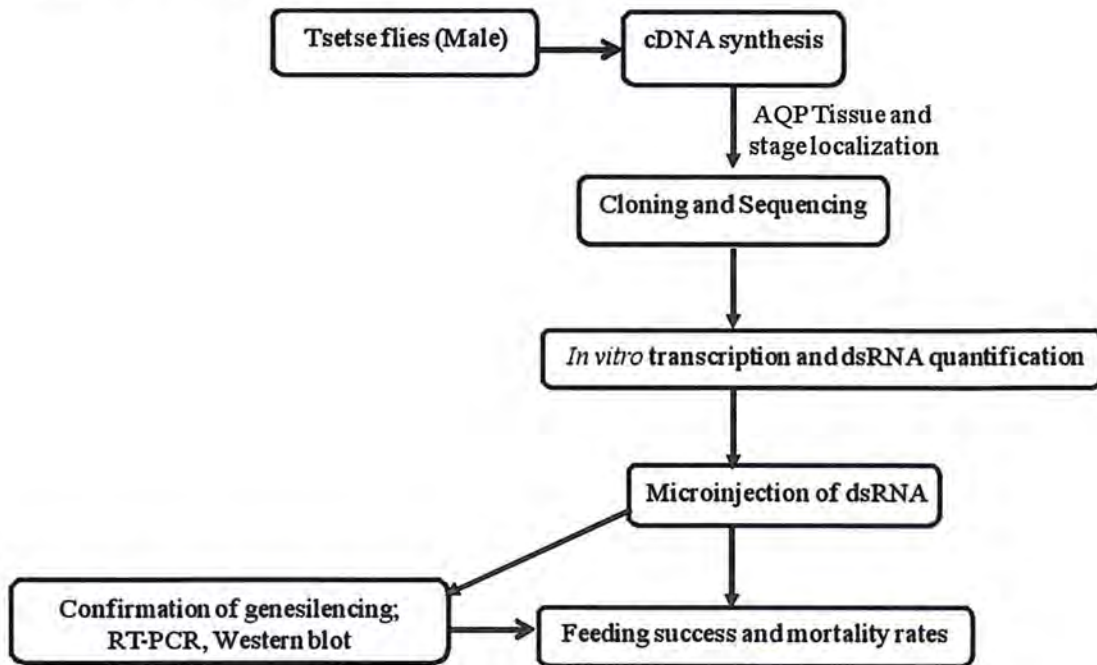 Tsetse flies (Male)
cDNA synthesis
AQP Tissue and
stage localization
Cloning and Sequencing
In vitro transcription and dsRNA quantification
Microinjection of dsRNA
Confirmation of genesilencing;
RT-PCR, Western blot
Feeding success and mortality rates